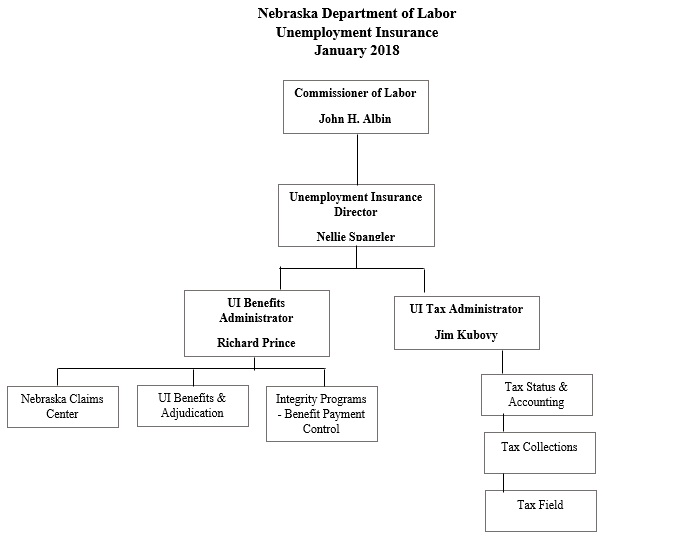 Nebraska Department of Labor
Unemployment Insurance
January 2018
Commissioner of Labor
John H. Albin
Unemployment Insurance
Director
Nellie Spangler
UI Benefits
Administrator
Richard Prince
UI Tax Administrator
Jim Kubovy
Nebraska Claims
Center
UI Benefits &
Adjudication
Integrity Programs
- Benefit Payment
Control
Tax Status &
Accounting
Tax Collections
Tax Field